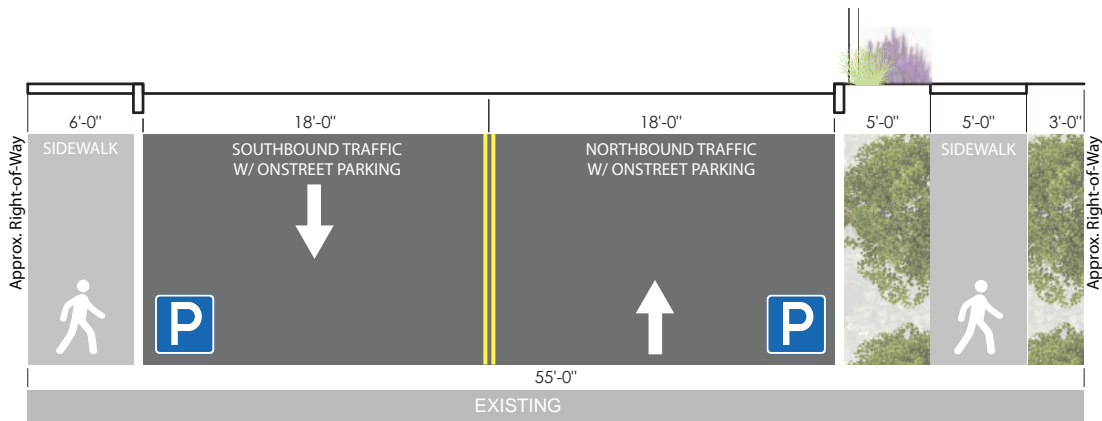 6'-0"
18'-0"
18'-0"
5'-0"
5'-0"
3'-0"
Approx. Right-of-Way
SIDEWALK
SOUTHBOUND TRAFFIC
W/ ONSTREET PARKING
NORTHBOUND TRAFFIC
W/ ONSTREET PARKING
SIDEWALK
Approx. Right-of-Way
P
P
55'-0"
EXISTING